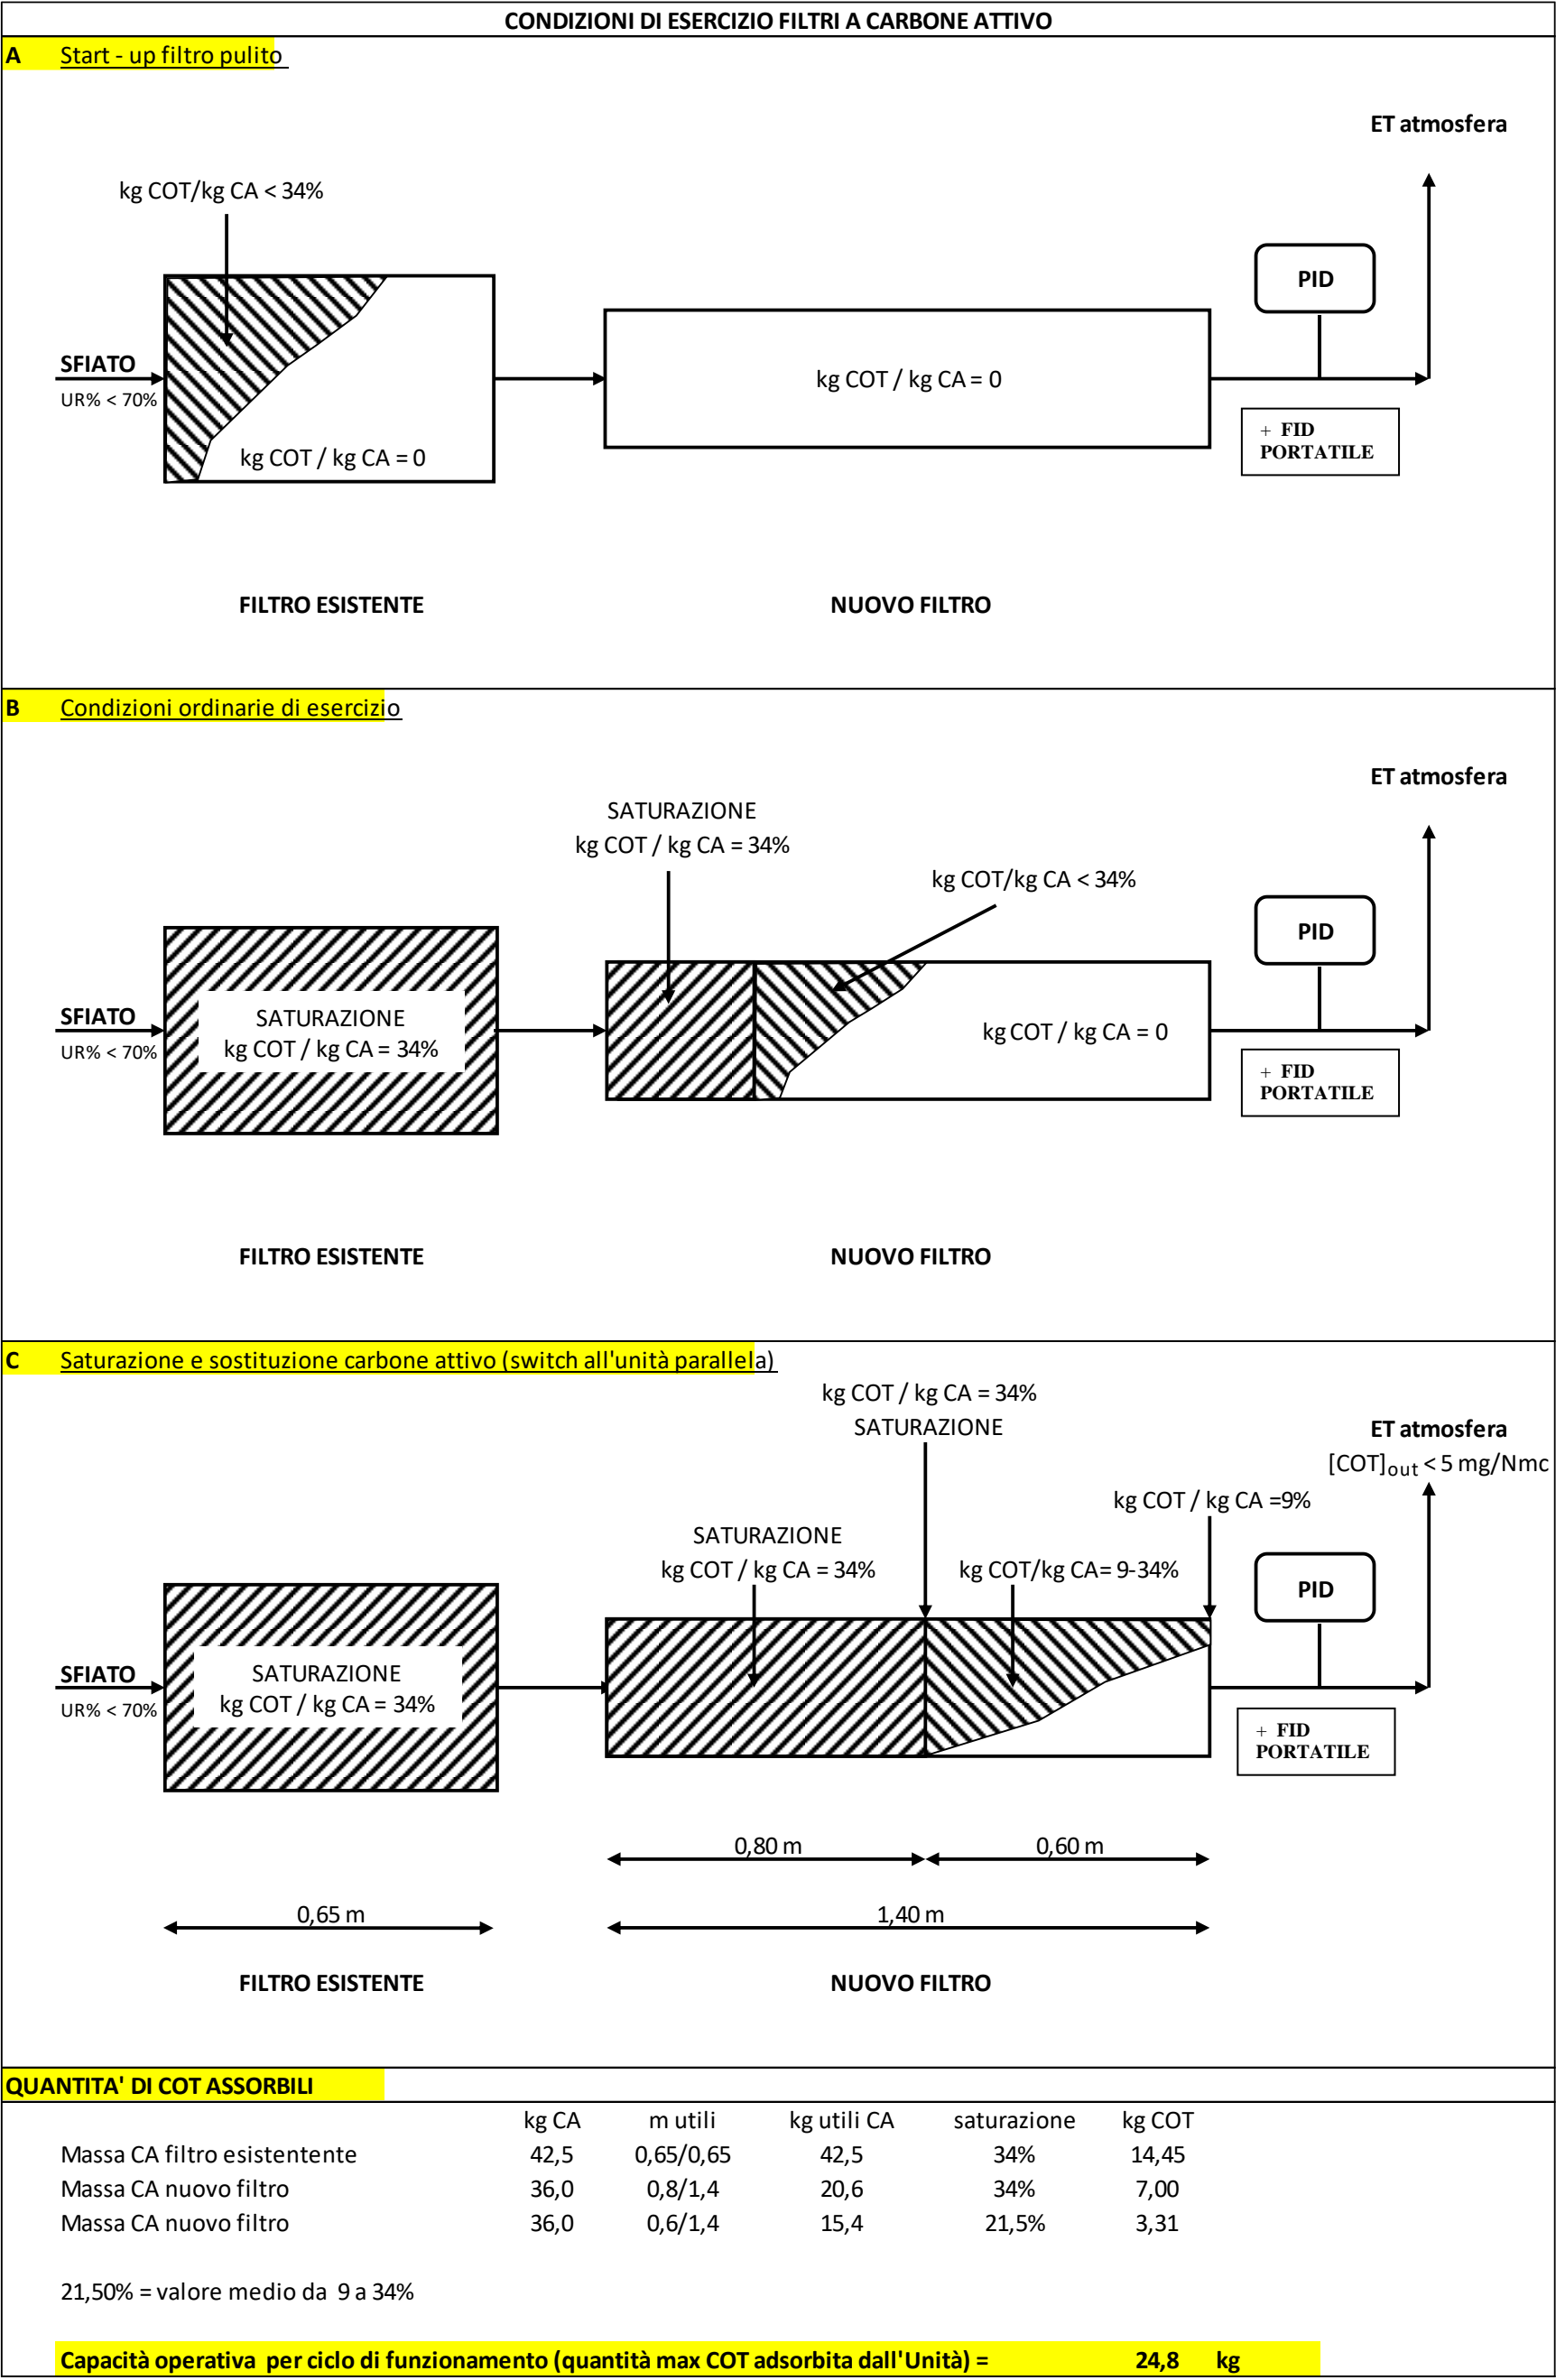 CONDIZIONI DI ESERCIZIO FILTRI A CARBONE ATTIVO
A Start - up filtro pulito
ET atmosfera
kg COT/kg CA < 34%
PID
SFIATO
UR% < 70%
kg COT / kg CA = 0
kg COT / kg CA = 0
+ FID
PORTATILE
FILTRO ESISTENTE NUOVO FILTRO
B Condizioni ordinarie di esercizio
ET atmosfera
SATURAZIONE
kg COT / kg CA = 34%
kg COT/kg CA < 34%
PID
SFIATO
UR% < 70%
SATURAZIONE
kg COT / kg CA = 34%
kg COT / kg CA = 0
+ FID
PORTATILE
FILTRO ESISTENTE NUOVO FILTRO
C Saturazione e sostituzione carbone attivo (switch all'unità parallela)
kg COT / kg CA = 34%
SATURAZIONE
ET atmosfera
[COT]out < 5 mg/Nmc
kg COT / kg CA =9%
SATURAZIONE
kg COT / kg CA = 34%
kg COT/kg CA= 9-34%
PID
SFIATO
UR% < 70%
SATURAZIONE
kg COT / kg CA = 34%
+ FID
PORTATILE
0,80 m 0,60 m
0,65 m 1,40 m
FILTRO ESISTENTE NUOVO FILTRO
QUANTITA' DI COT ASSORBILI
kg CA m utili kg utili CA saturazione kg COT
Massa CA filtro esistentente 42,5 0,65/0,65 42,5 34% 14,45
Massa CA nuovo filtro 36,0 0,8/1,4 20,6 34% 7,00
Massa CA nuovo filtro 36,0 0,6/1,4 15,4 21,5% 3,31
21,50% = valore medio da 9 a 34%
Capacità operativa per ciclo di funzionamento (quantità max COT adsorbita dall'Unità) = 24,8 kg